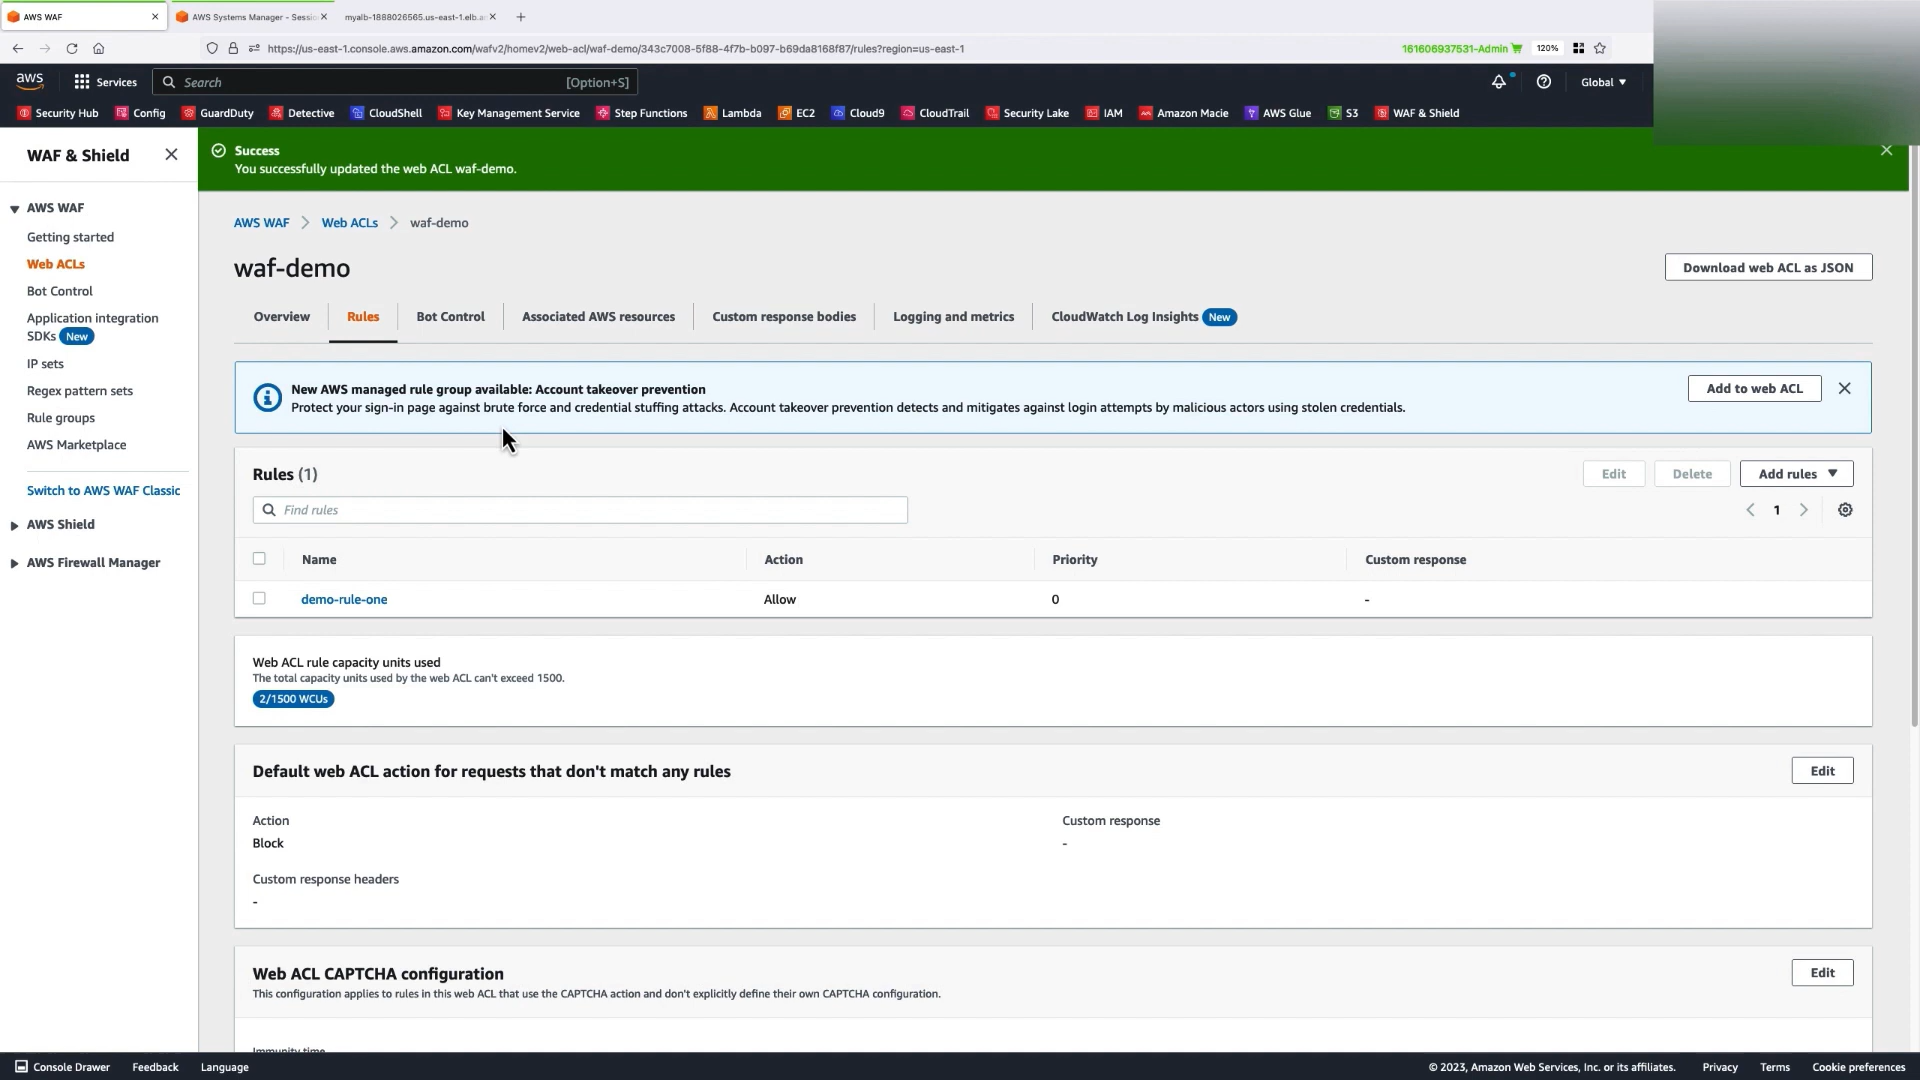 AWS WAF
AWS Systems Manager - Sessio
myalb-1888026565.us-east-1.elb.a
https://us-east-1.console.aws.amazon.com/wafv2/homev2/web-acl/waf-demo/343c7008-5f88-4f7b-b097-b69da8168f87/rules?region=us-east-1
161606937531-Admin
120%
aws
Services
Search
[Option+S]
Global
Security Hub
Config
GuardDuty
Detective
CloudShell
Key Management Service
Step Functions
Lambda
EC2
Cloud9
CloudTrail
Security Lake
IAM
Amazon Macie
AWS Glue
S3
WAF & Shield
WAF & Shield
AWS WAF
Getting started
Web ACLs
Bot Control
Application integration
SDKs New
IP sets
Regex pattern sets
Rule groups
AWS Marketplace
Switch to AWS WAF Classic
AWS Shield
AWS Firewall Manager
Success
You successfully updated the web ACL waf-demo.
AWS WAF
Web ACLs
waf-demo
waf-demo
Download web ACL as JSON
Overview
Rules
Bot Control
Associated AWS resources
Custom response bodies
Logging and metrics
CloudWatch Log Insights New
New AWS managed rule group available: Account takeover prevention
Protect your sign-in page against brute force and credential stuffing attacks. Account takeover prevention detects and mitigates against login attempts by malicious actors using stolen credentials.
Add to web ACL
Rules (1)
Edit
Delete
Add rules
Find rules
1
Name
Action
Priority
Custom response
demo-rule-one
Allow
0
-
Web ACL rule capacity units used
The total capacity units used by the web ACL can't exceed 1500.
2/1500 WCUs
Default web ACL action for requests that don't match any rules
Edit
Action
Block
Custom response
-
Custom response headers
-
Web ACL CAPTCHA configuration
Edit
This configuration applies to rules in this web ACL that use the CAPTCHA action and don't explicitly define their own CAPTCHA configuration.
Immunity time
Console Drawer
Feedback
Language
© 2023, Amazon Web Services, Inc. or its affiliates.
Privacy
Terms
Cookie preferences